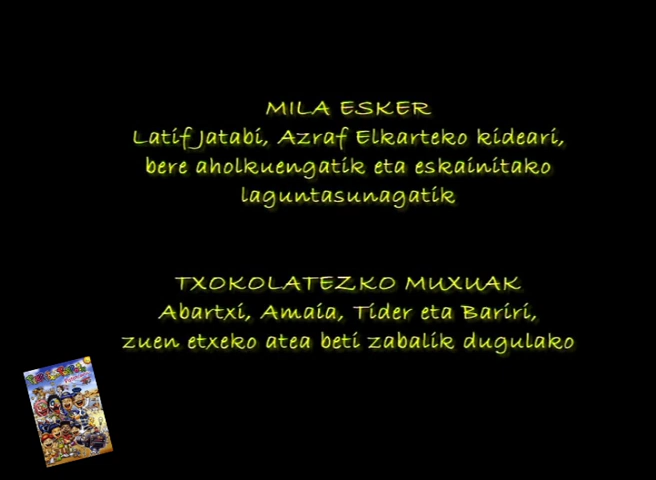 MILA ESKER
Latif Jatabi, Azraf Elkarteko kideari,
bere aholkuengatik eta eskainitako
laguntasunagatik
TXOKOLATEZKO MUXUAK
Abartxi, Amaia, Tider eta Bariri,
zuen etxeko atea beti zabalik dugulako